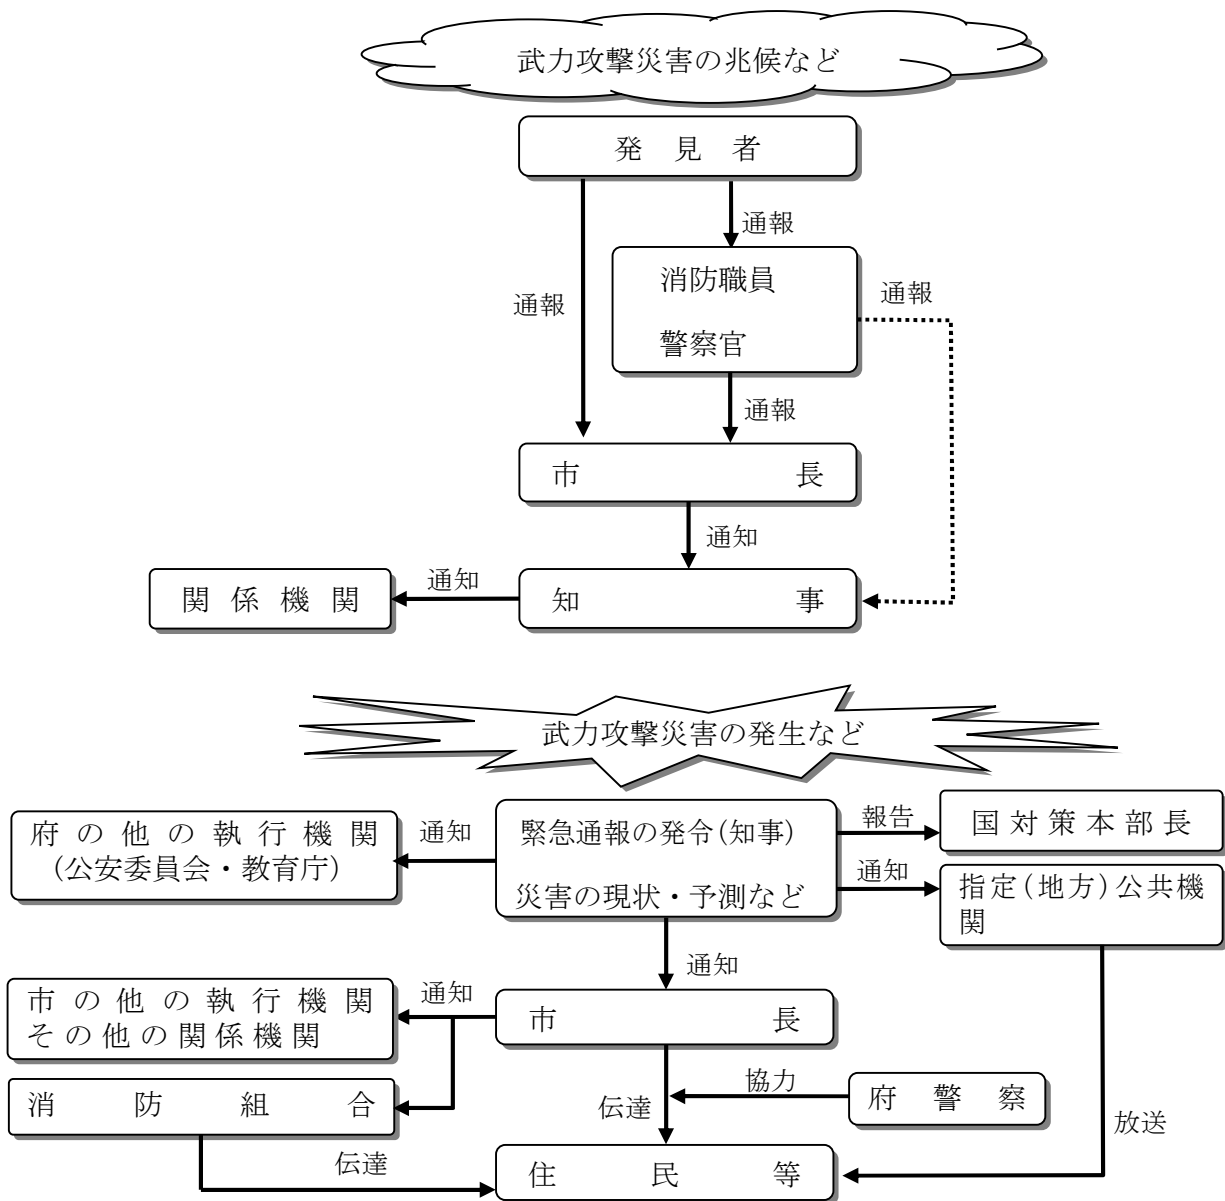 武力攻撃災害の兆候など
発見者
通報
消防職員
通報
通報
警察官
通報
市長
通知
関係機関
通知
知事
武力攻撃災害の発生など
府の他の執行機関
(公安委員会・教育庁)
通知
緊急通報の発令(知事)
災害の現状・予測など
報告
国対策本部長
通知
指定(地方)公共機
関
通知
市の他の執行機関
その他の関係機関
通知
市長
消防組合
伝達
協力
府警察
放送
伝達
住民等